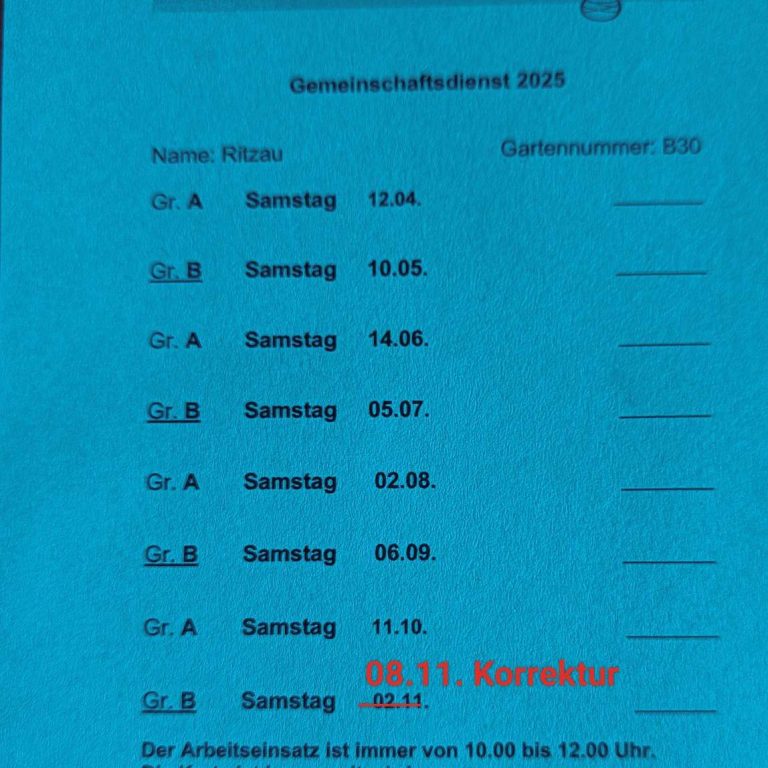 Gemeinschaftsdienst 2025
Name: Ritzau Gartennummer: B30
Gr. A Samstag 12.04.
Gr. B Samstag 10.05.
Gr. A Samstag 14.06.
Gr. B Samstag 05.07.
Gr. A Samstag 02.08.
Gr. B Samstag 06.09.
Gr. A Samstag 11.10.
08.11. Korrektur
Gr. B Samstag 02.11.
Der Arbeitseinsatz ist immer von 10.00 bis 12.00 Uhr.